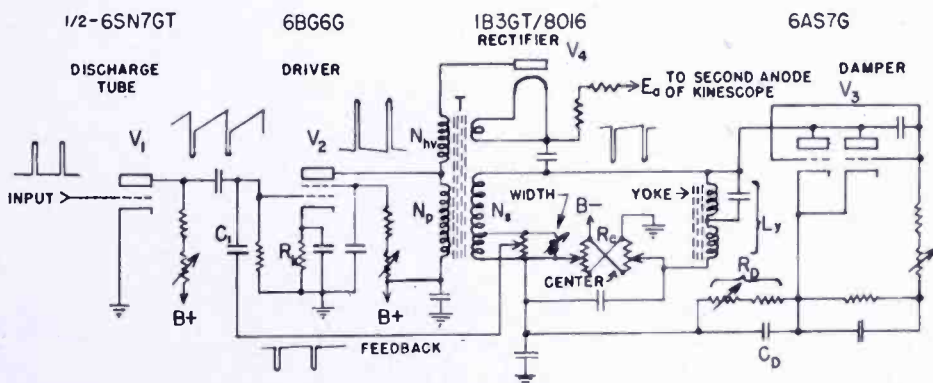 1/2-6SN7GT 6BG6G 1B3GT/8016 6AS7G
RECTIFIER
DISCHARGE
TUBE
DRIVER
V4
Ea TO SECOND ANODE
OF KINESCOPE
DAMPER
V3
V1
V2
T
Nhv
INPUT
WIDTH
B-
YOKE
C1
Rk
Np
Ns
Rc
Ly
CENTER
RD
B+
B+
FEEDBACK
CD